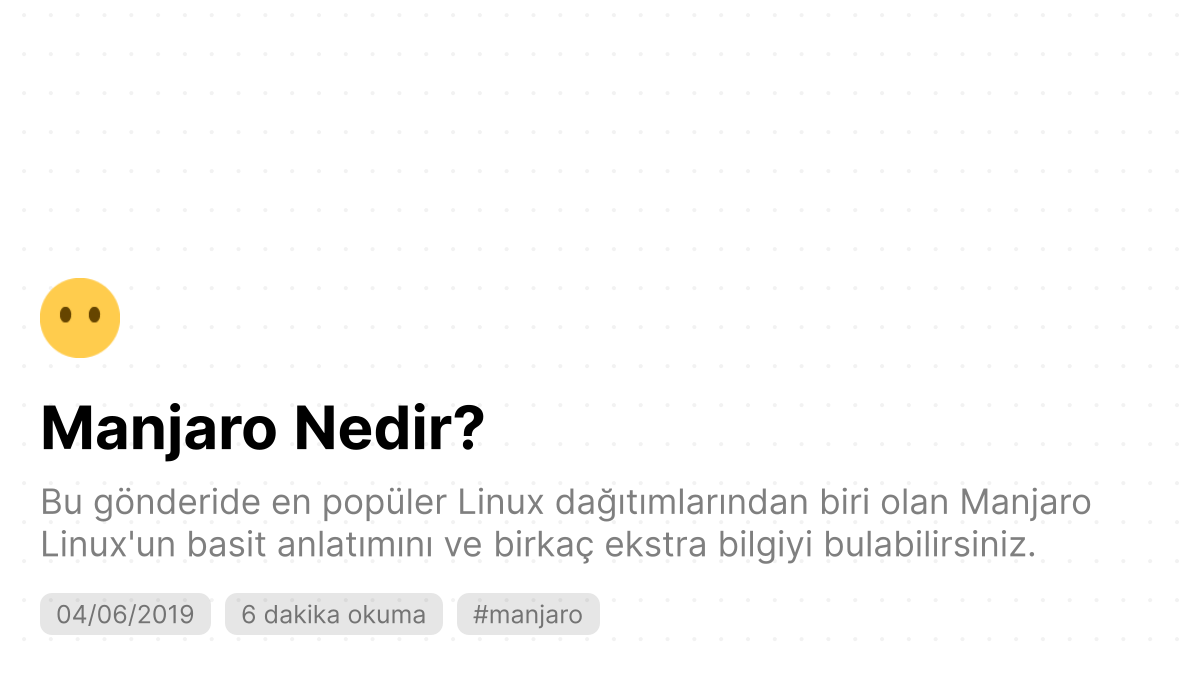 Manjaro Nedir?
Bu gönderide en popüler Linux dağıtımlarından biri olan Manjaro
Linux'un basit anlatımını ve birkaç ekstra bilgiyi bulabilirsiniz.
04/06/2019 6 dakika okuma #manjaro